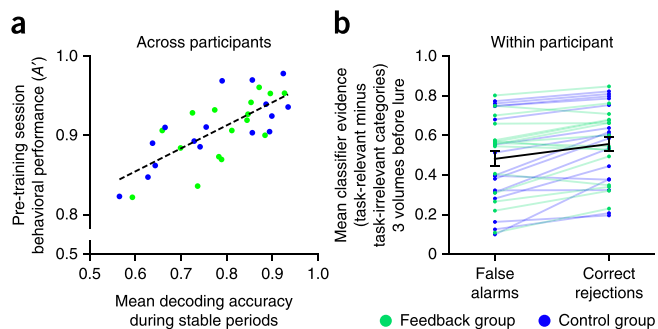 a
Across participants
Pre-training session
behavioral performance (A′)
1.0
0.9
0.8
0.5
0.5 0.6 0.7 0.8 0.9 1.0
Mean decoding accuracy
during stable periods
b
Within participant
Mean classifier evidence
(task-relevant minus
task-irrelevant categories)
3 volumes before lure
1.0
0.8
0.6
0.4
0.2
0
False
alarms
Correct
rejections
Feedback group
Control group